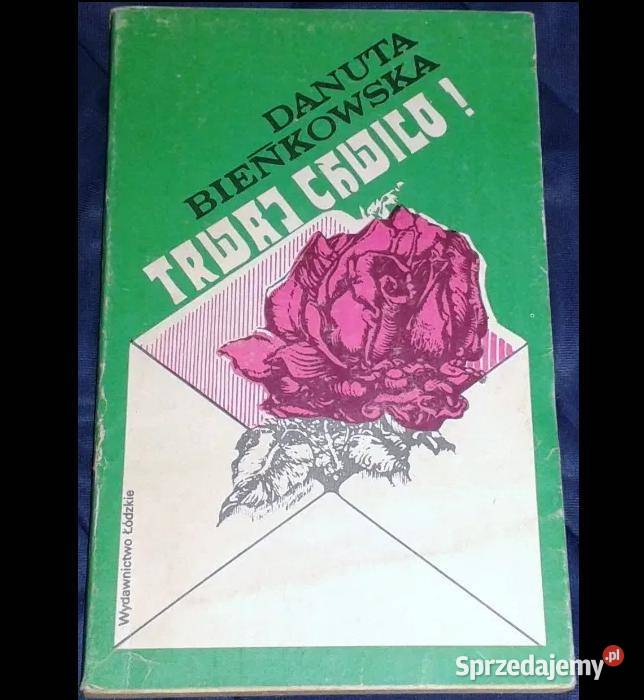 DANUTA
BIEŃKOWSKA
TRWAJ CHWILO!
Wydawnictwo Łódzkie
Sprzedajemy.pl